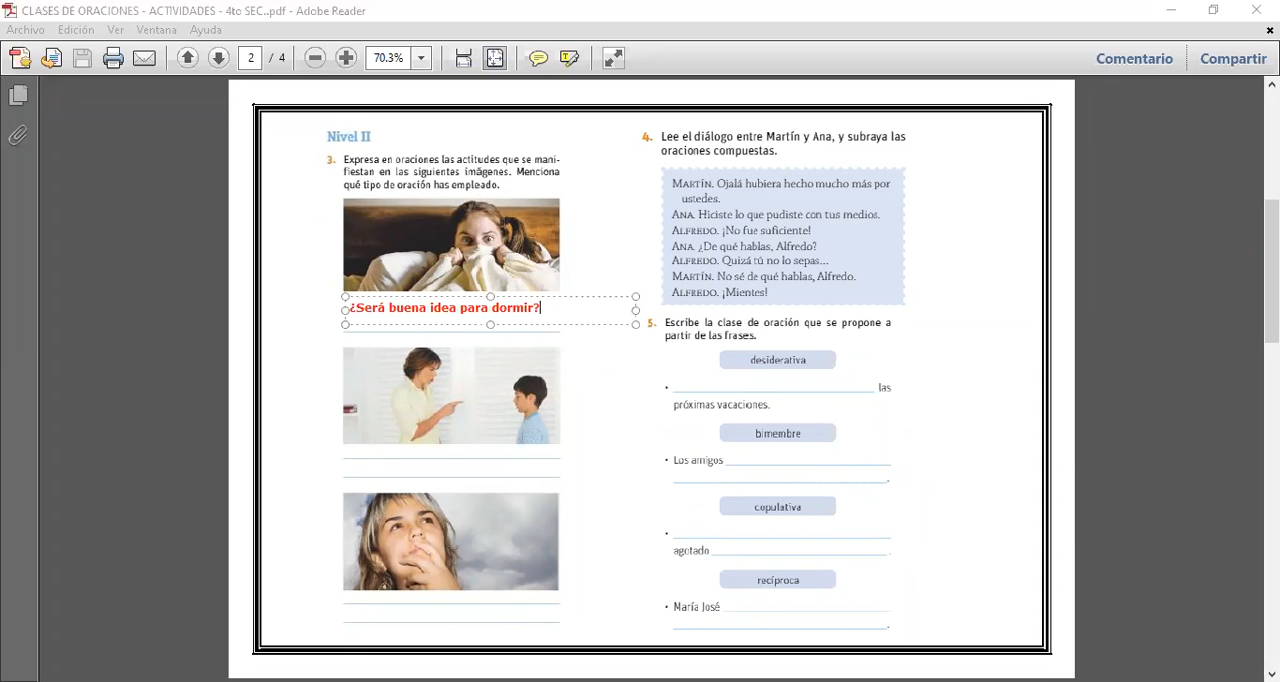 CLASES DE ORACIONES - ACTIVIDADES - 4to SEC..pdf - Adobe Reader
Archivo Edición Ver Ventana Ayuda
2 / 4 70.3% Comentario Compartir
Nivel II
3. Expresa en oraciones las actitudes que se mani-
fiestan en las siguientes imágenes. Menciona
qué tipo de oración has empleado.
¿Será buena idea para dormir?
4. Lee el diálogo entre Martín y Ana, y subraya las
oraciones compuestas.
MARTÍN. Ojalá hubiera hecho mucho más por
ustedes.
ANA. Hiciste lo que pudiste con tus medios.
ALFREDO. ¡No fue suficiente!
ANA. ¿De qué hablas, Alfredo?
ALFREDO. Quizá tú no lo sepas...
MARTÍN. No sé de qué hablas, Alfredo.
ALFREDO. ¡Mientes!
5. Escribe la clase de oración que se propone a
partir de las frases.
desiderativa
• las
próximas vacaciones.
bimembre
• Los amigos
.
copulativa
•
agotado .
recíproca
• María José
.